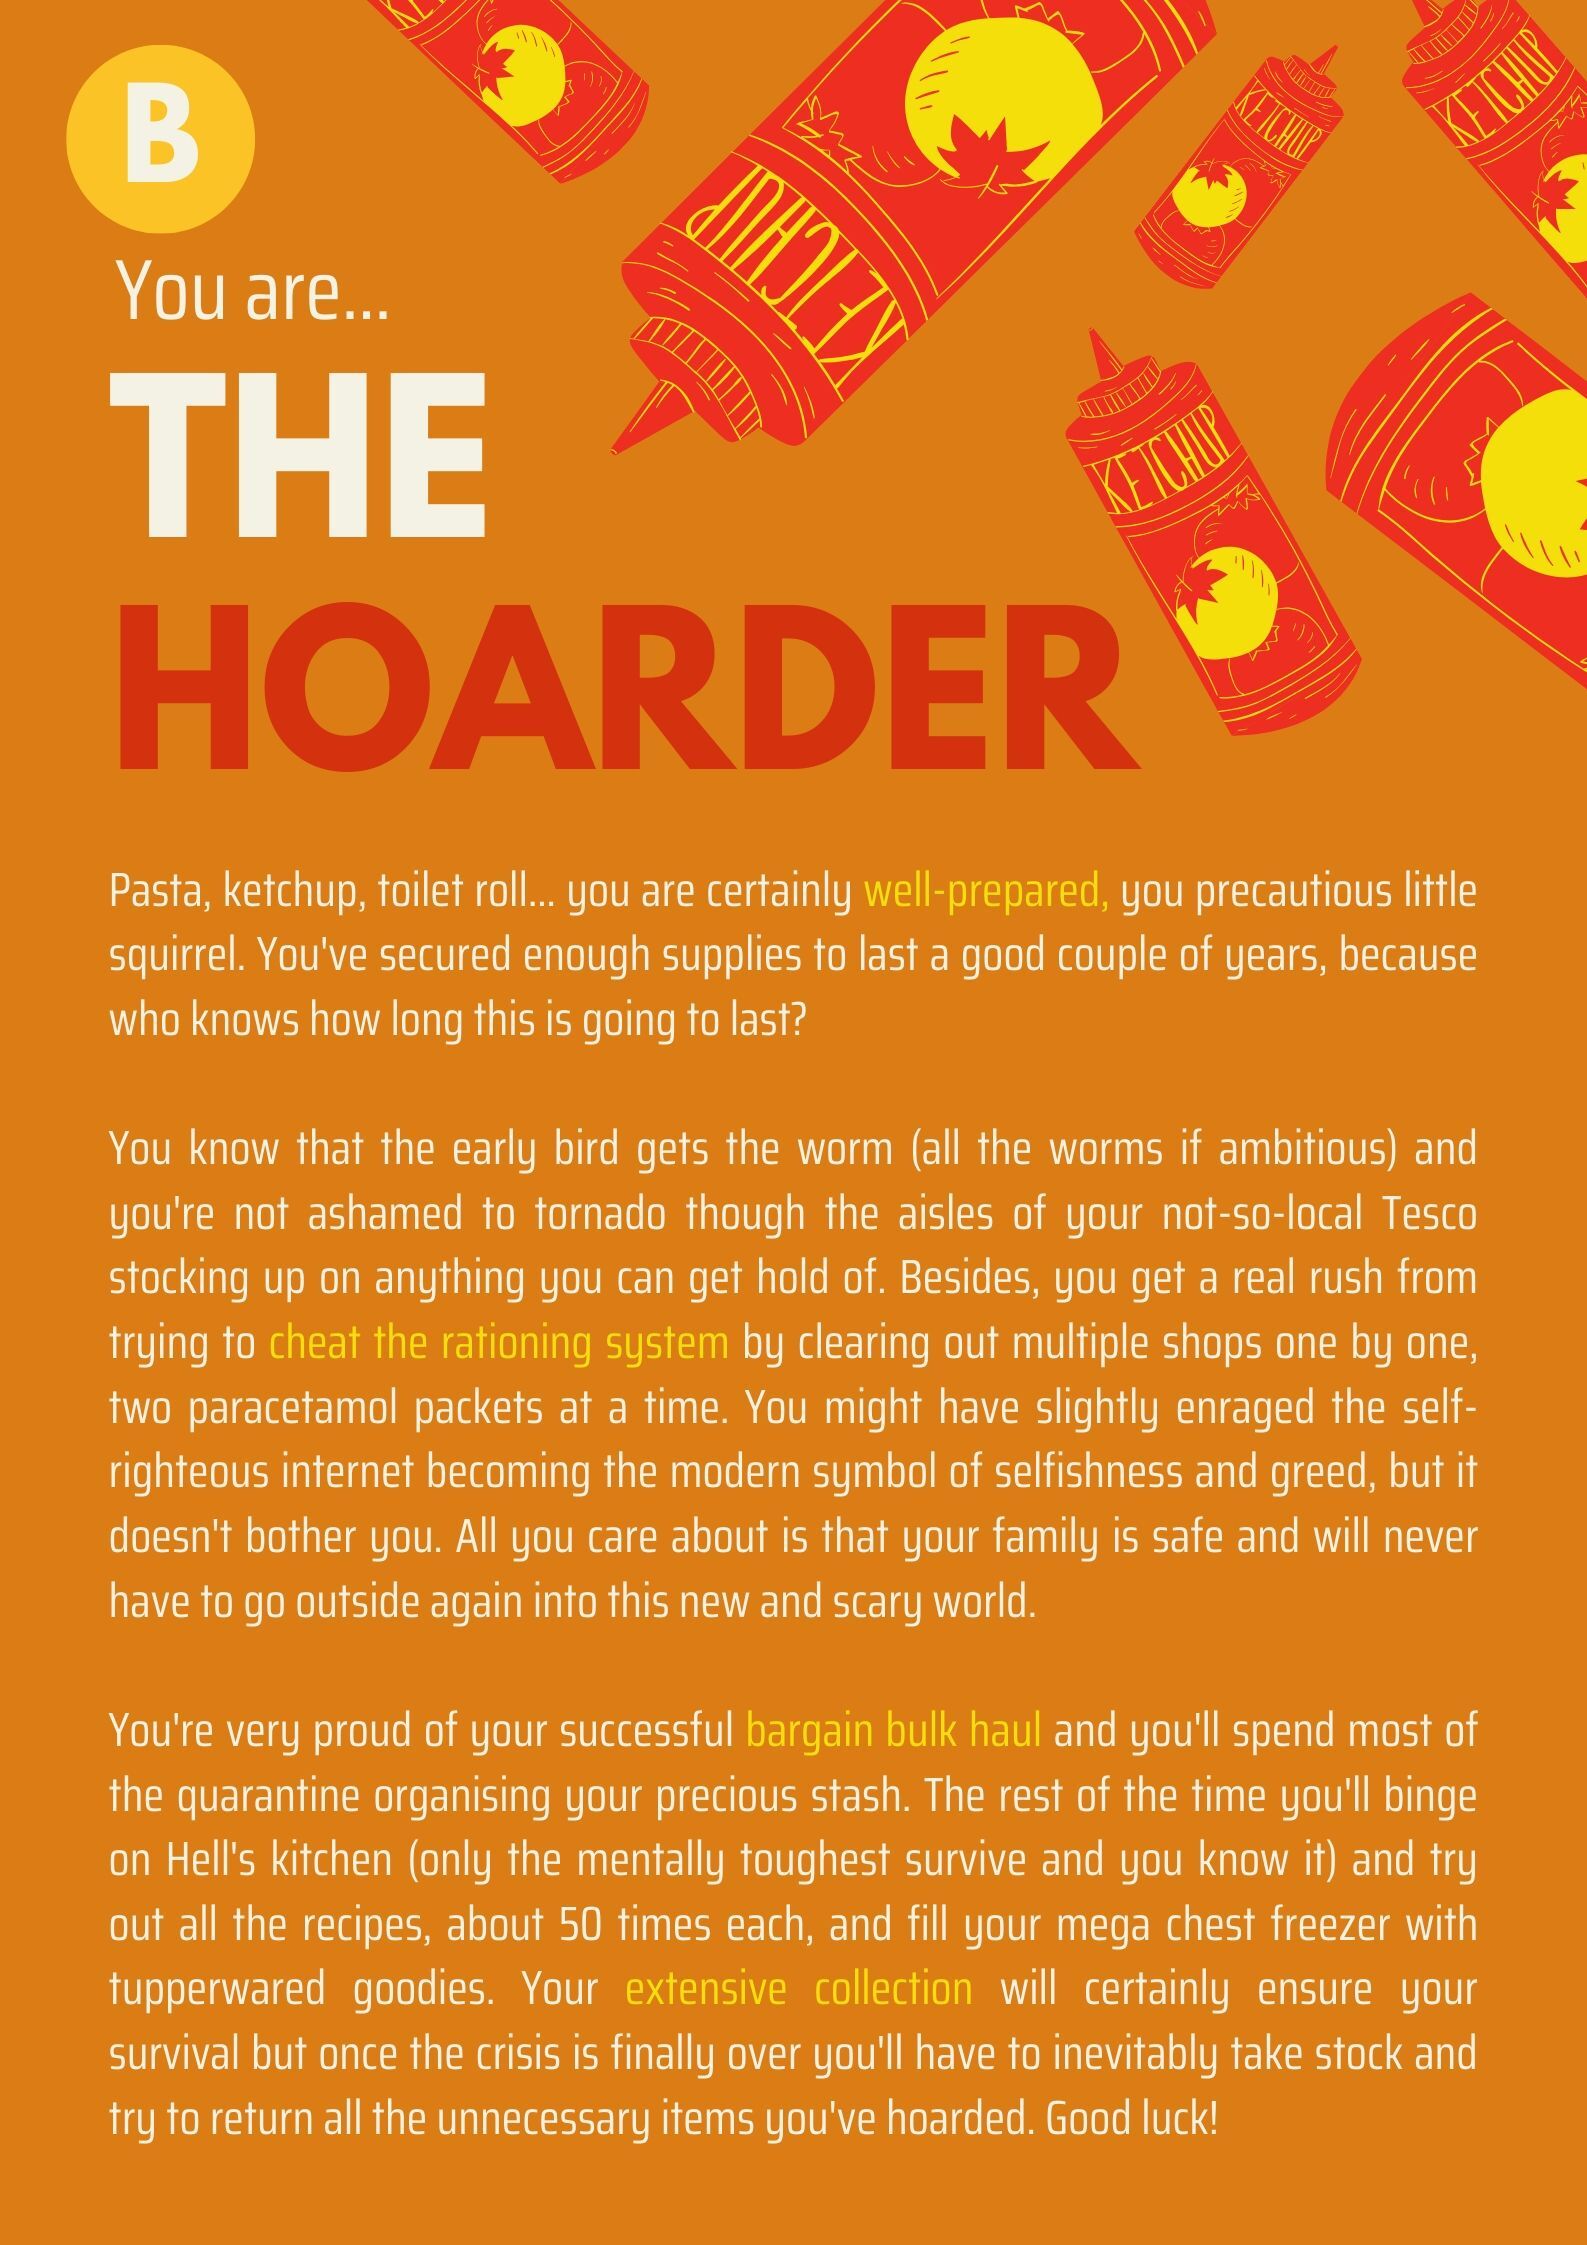 KETCHUP
KETCHUP
KETCHUP
KETCHUP
B
You are...
THE
HOARDER
Pasta, ketchup, toilet roll... you are certainly well-prepared, you precautious little
squirrel. You've secured enough supplies to last a good couple of years, because
who knows how long this is going to last?
You know that the early bird gets the worm (all the worms if ambitious) and
you're not ashamed to tornado though the aisles of your not-so-local Tesco
stocking up on anything you can get hold of. Besides, you get a real rush from
trying to cheat the rationing system by clearing out multiple shops one by one,
two paracetamol packets at a time. You might have slightly enraged the self-
righteous internet becoming the modern symbol of selfishness and greed, but it
doesn't bother you. All you care about is that your family is safe and will never
have to go outside again into this new and scary world.
You're very proud of your successful bargain bulk haul and you'll spend most of
the quarantine organising your precious stash. The rest of the time you'll binge
on Hell's kitchen (only the mentally toughest survive and you know it) and try
out all the recipes, about 50 times each, and fill your mega chest freezer with
tupperwared goodies. Your extensive collection will certainly ensure your
survival but once the crisis is finally over you'll have to inevitably take stock and
try to return all the unnecessary items you've hoarded. Good luck!